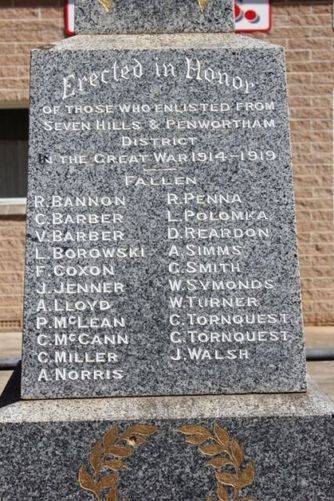 Erected in Honor
OF THOSE WHO ENLISTED FROM
SEVEN HILLS & PENWORTHAM
DISTRICT
IN THE GREAT WAR 1914-1919
FALLEN
R. BANNON
C. BARBER
V. BARBER
L. BOROWSKI
F. COXON
J. JENNER
A. LLOYD
P. McLEAN
C. McCANN
C. MILLER
A. NORRIS
R. PENNA
L. POLOMKA
D. REARDON
A. SIMMS
G. SMITH
W. SYMONDS
W. TURNER
C. TORNQUEST
C. TORNQUEST
J. WALSH